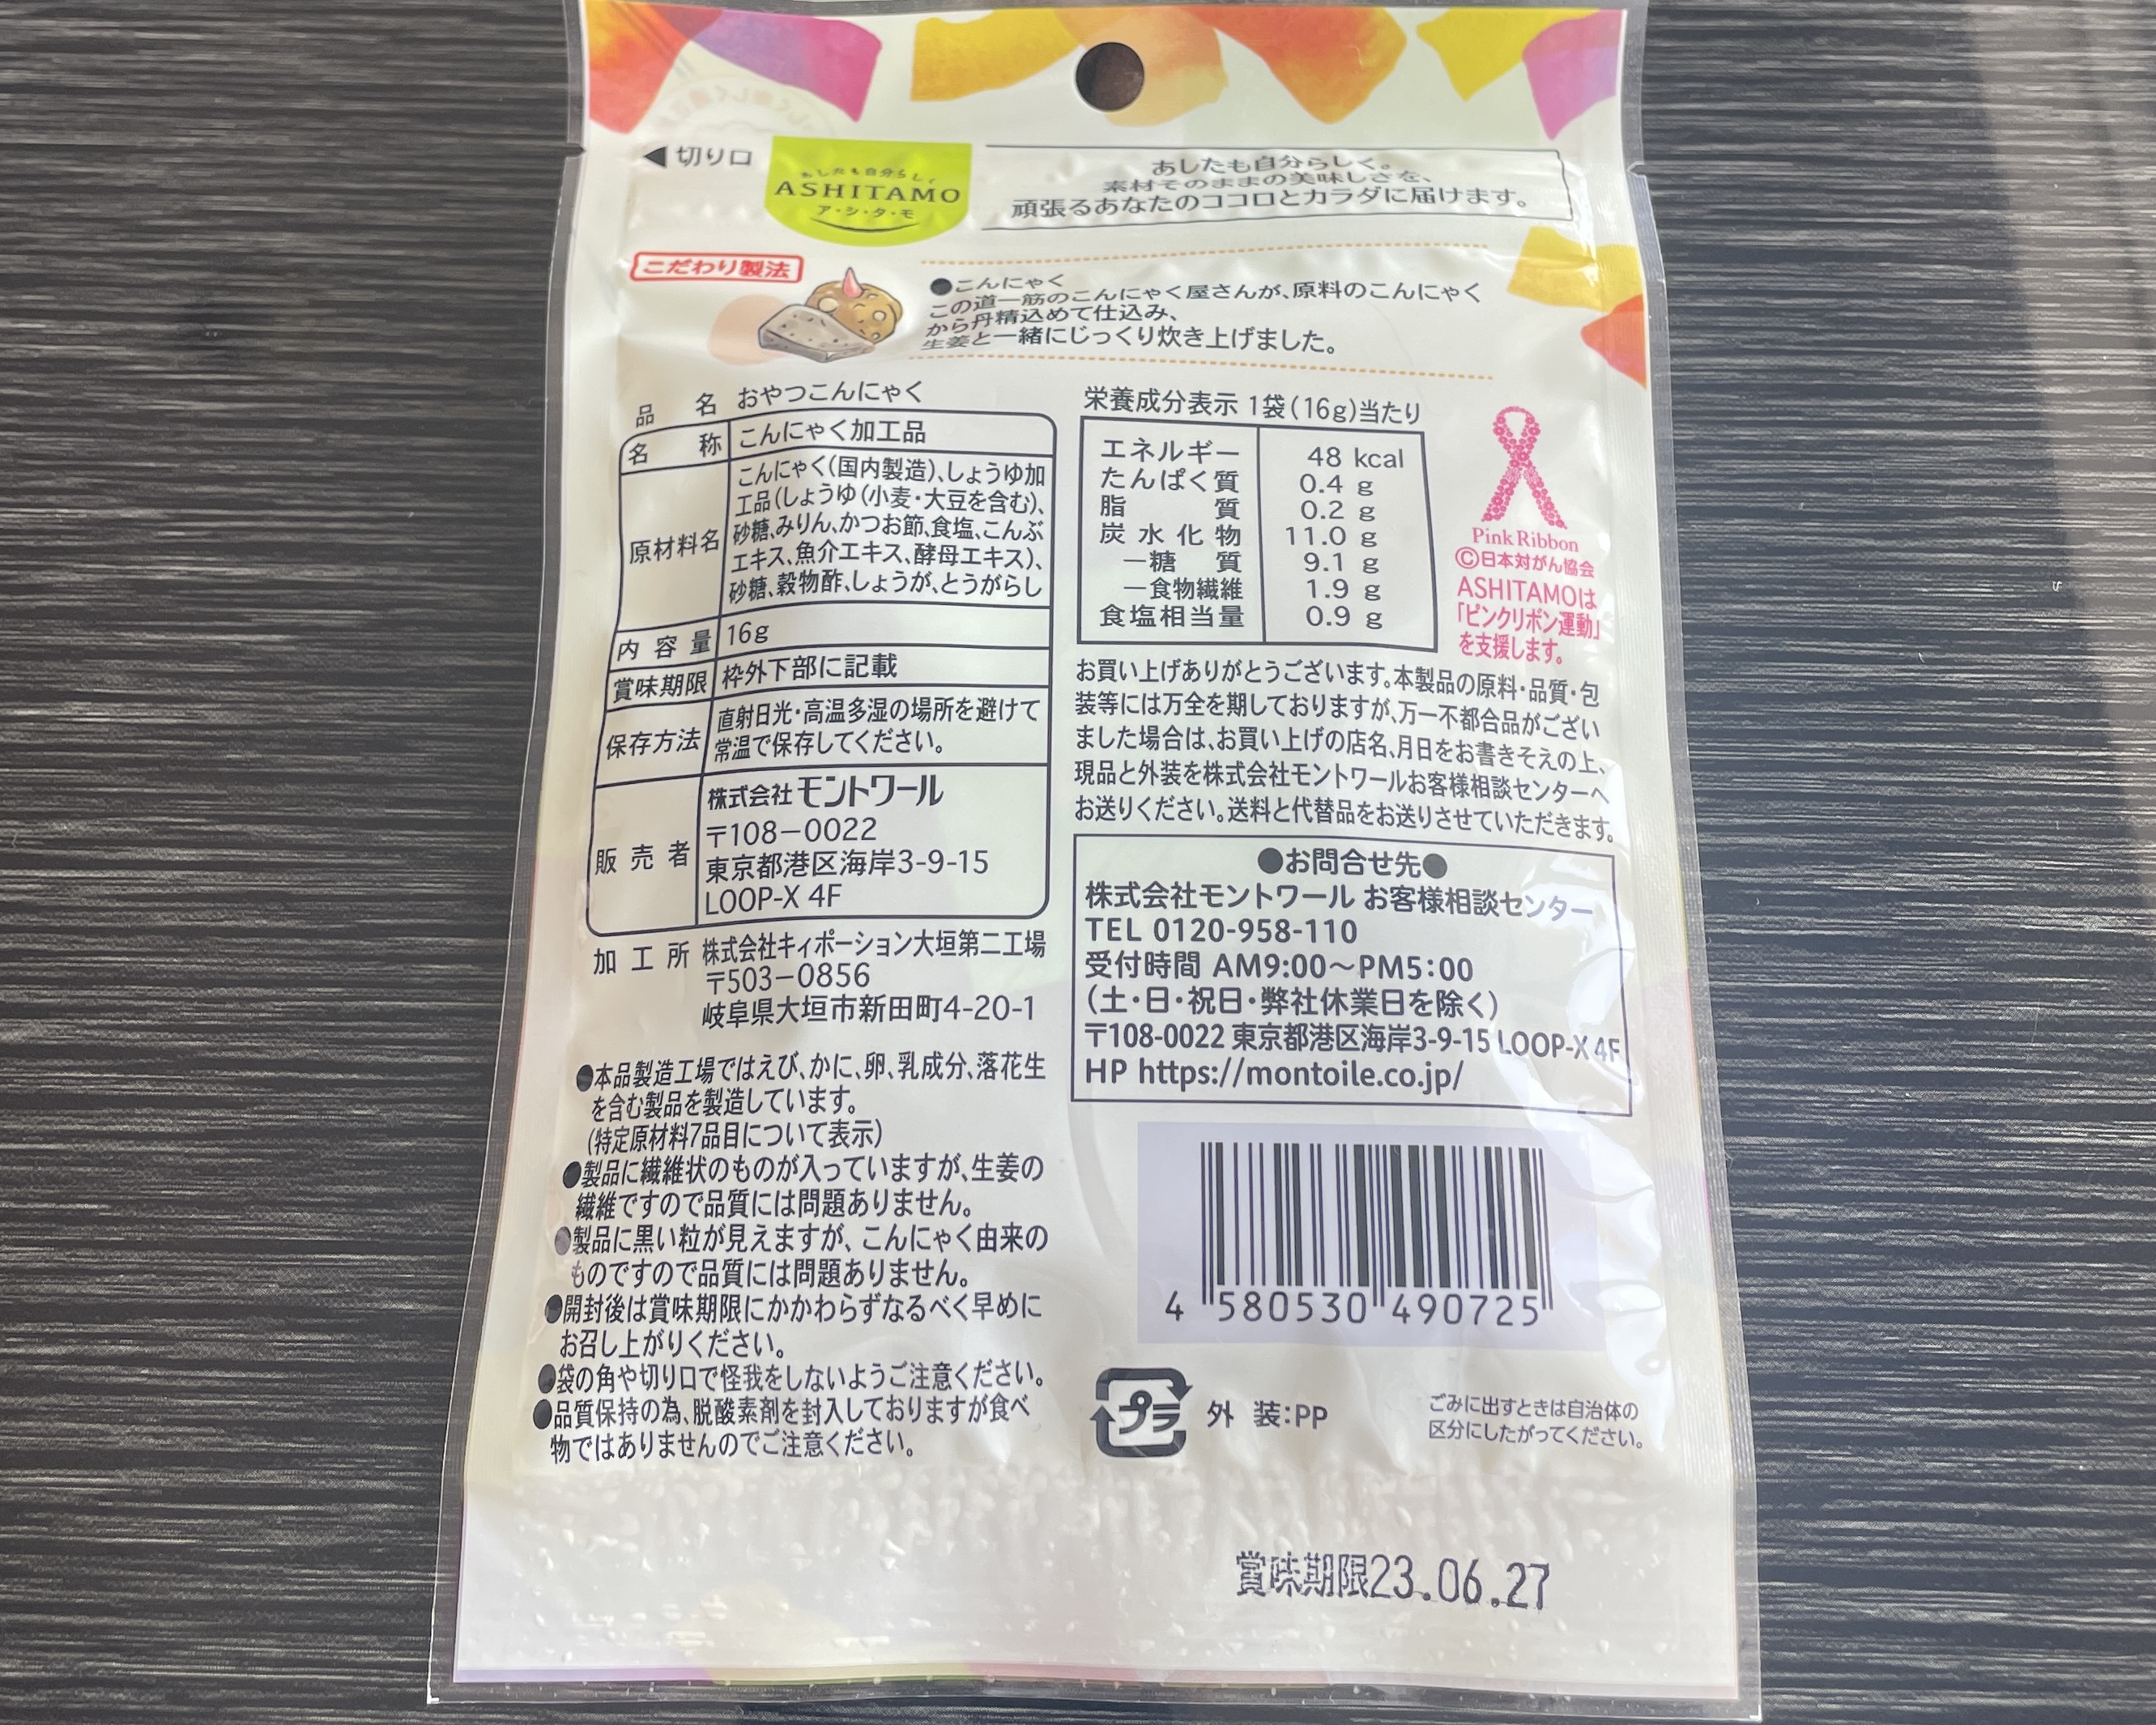 ◀切り口
あしたも自分らしく
ASHITAMO
ア・シ・タ・モ
あしたも自分らしく。
素材そのままの美味しさを、
頑張るあなたのココロとカラダに届けます。
こだわり製法
●こんにゃく
この道一筋のこんにゃく屋さんが、原料のこんにゃく
から丹精込めて仕込み、
生姜と一緒にじっくり炊き上げました。
品名 おやつこんにゃく
名称 こんにゃく加工品
原材料名 こんにゃく(国内製造)、しょうゆ加
工品(しょうゆ(小麦・大豆を含む)、
砂糖、みりん、かつお節、食塩、こんぶ
エキス、魚介エキス、酵母エキス)、
砂糖、穀物酢、しょうが、とうがらし
内容量 16g
賞味期限 枠外下部に記載
保存方法 直射日光・高温多湿の場所を避けて
常温で保存してください。
販売者 株式会社モントワール
〒108－0022
東京都港区海岸3-9-15
LOOP-X 4F
加工所 株式会社キィポーション大垣第二工場
〒503－0856
岐阜県大垣市新田町4-20-1
●本品製造工場ではえび、かに、卵、乳成分、落花生
を含む製品を製造しています。
(特定原材料7品目について表示)
●製品に繊維状のものが入っていますが、生姜の
繊維ですので品質には問題ありません。
●製品に黒い粒が見えますが、こんにゃく由来の
ものですので品質には問題ありません。
●開封後は賞味期限にかかわらずなるべく早めに
お召し上がりください。
●袋の角や切り口で怪我をしないようご注意ください。
●品質保持の為、脱酸素剤を封入しておりますが食べ
物ではありませんのでご注意ください。
栄養成分表示 1袋(16g)当たり
エネルギー 48 kcal
たんぱく質 0.4 g
脂質 0.2 g
炭水化物 11.0 g
－糖質 9.1 g
－食物繊維 1.9 g
食塩相当量 0.9 g
Pink Ribbon
©日本対がん協会
ASHITAMOは
「ピンクリボン運動」
を支援します。
お買い上げありがとうございます。本製品の原料・品質・包
装等には万全を期しておりますが、万一不都合品がござい
ました場合は、お買い上げの店名、月日をお書きそえの上、
現品と外装を株式会社モントワールお客様相談センターへ
お送りください。送料と代替品をお送りさせていただきます。
●お問合せ先●
株式会社モントワール お客様相談センター
TEL 0120-958-110
受付時間 AM9:00～PM5:00
(土・日・祝日・弊社休業日を除く)
〒108-0022 東京都港区海岸3-9-15 LOOP-X 4F
HP https://montoile.co.jp/
4 580530 490725
プラ 外装:PP
ごみに出すときは自治体の
区分にしたがってください。
賞味期限23.06.27